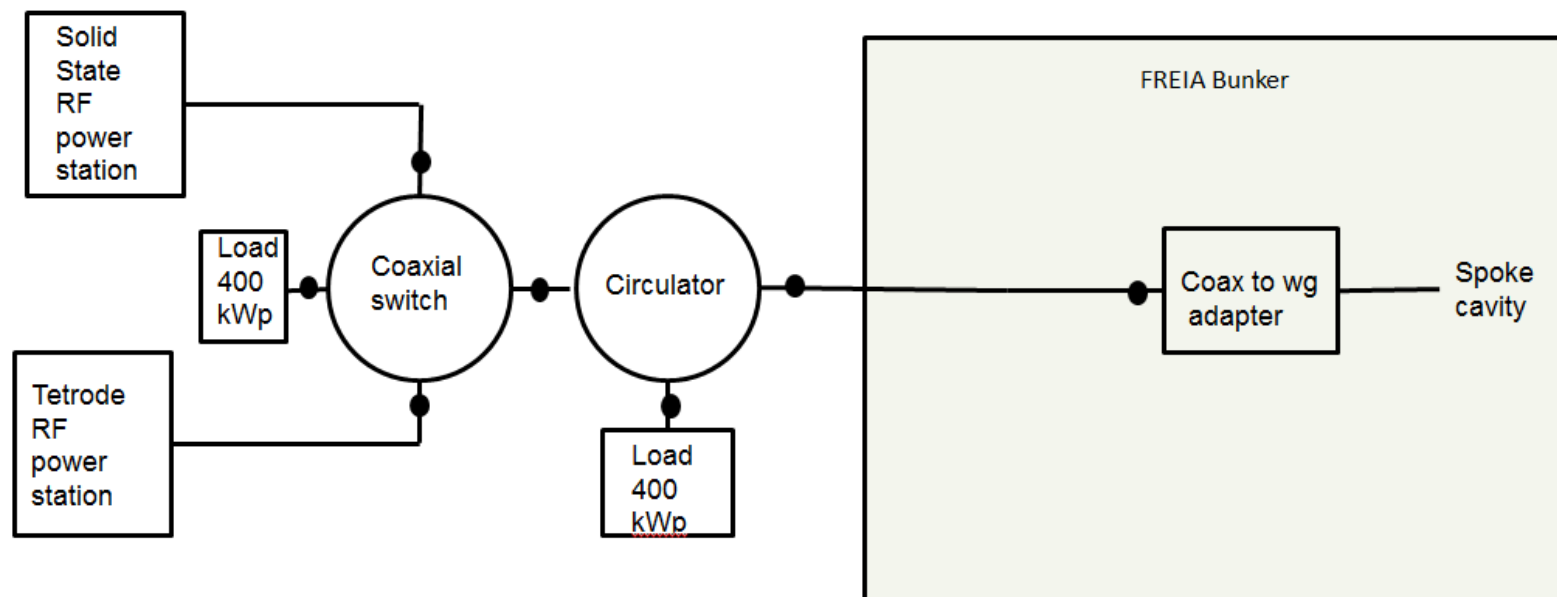 Solid
State
RF
power
station
FREIA Bunker
Load
400
kWp
Coaxial
switch
Circulator
Coax to wg
adapter
Spoke
cavity
Tetrode
RF
power
station
Load
400
kWp